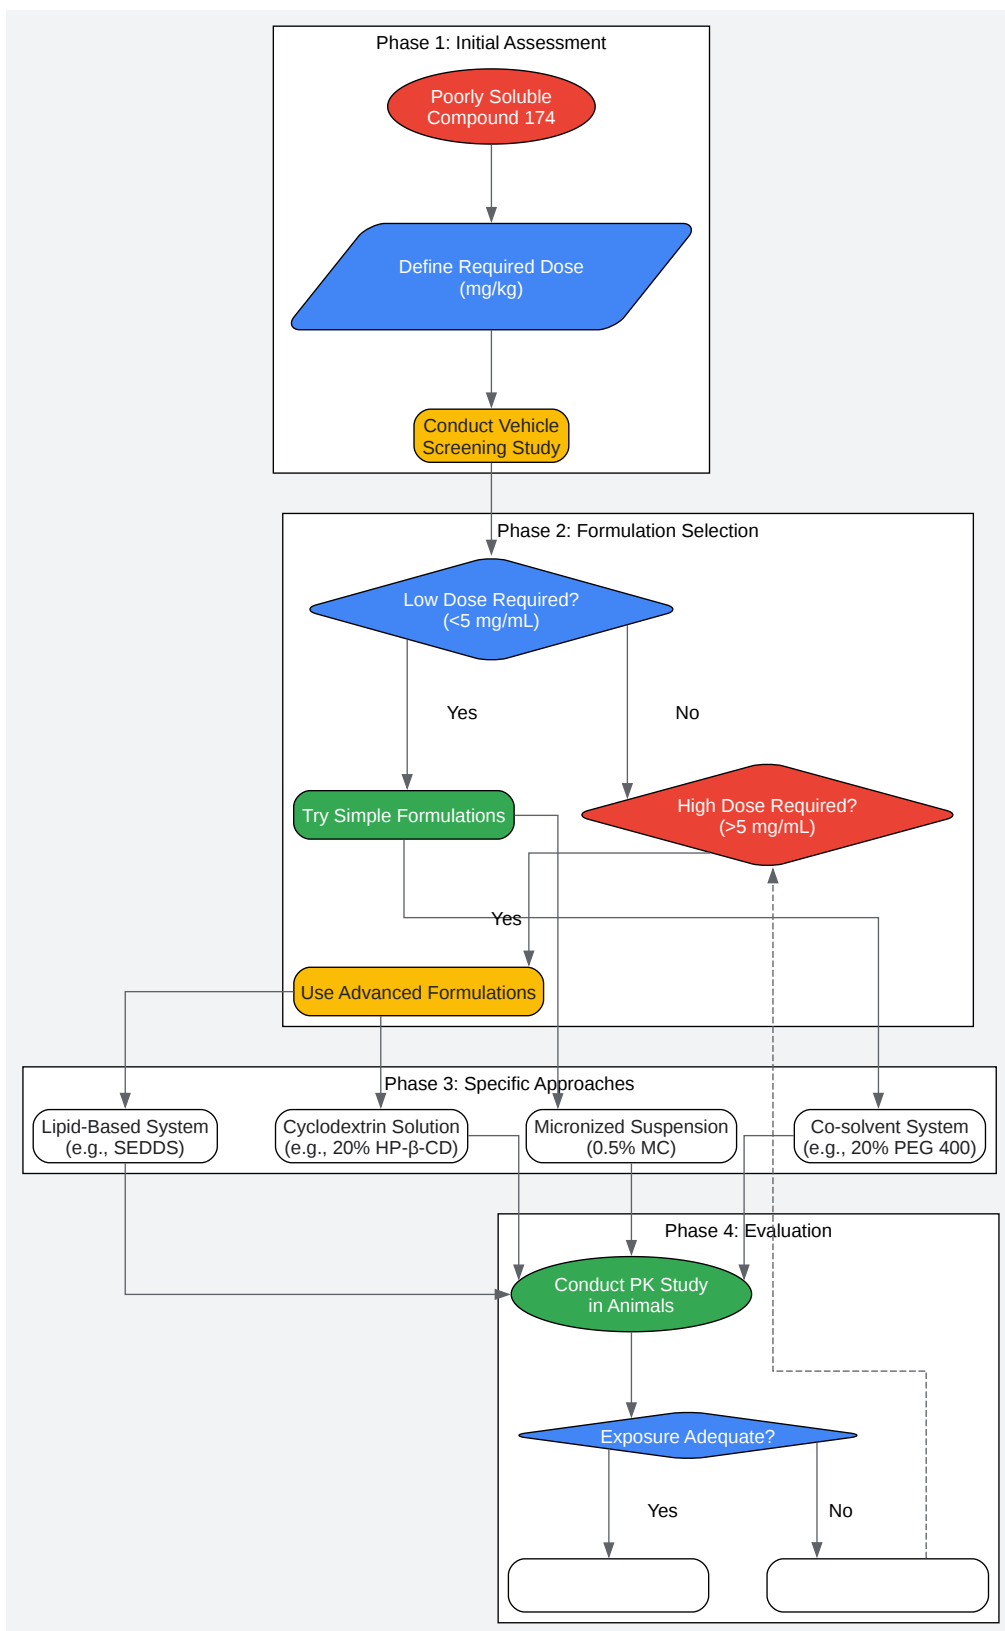 Phase 1: Initial Assessment
Poorly Soluble
Compound 174
Define Required Dose
(mg/kg)
Conduct Vehicle
Screening Study
Phase 2: Formulation Selection
Low Dose Required?
(<5 mg/mL)
Yes
No
Try Simple Formulations
High Dose Required?
(>5 mg/mL)
Yes
Use Advanced Formulations
Phase 3: Specific Approaches
Lipid-Based System
(e.g., SEDDS)
Cyclodextrin Solution
(e.g., 20% HP-β-CD)
Micronized Suspension
(0.5% MC)
Co-solvent System
(e.g., 20% PEG 400)
Phase 4: Evaluation
Conduct PK Study
in Animals
Exposure Adequate?
Yes
No